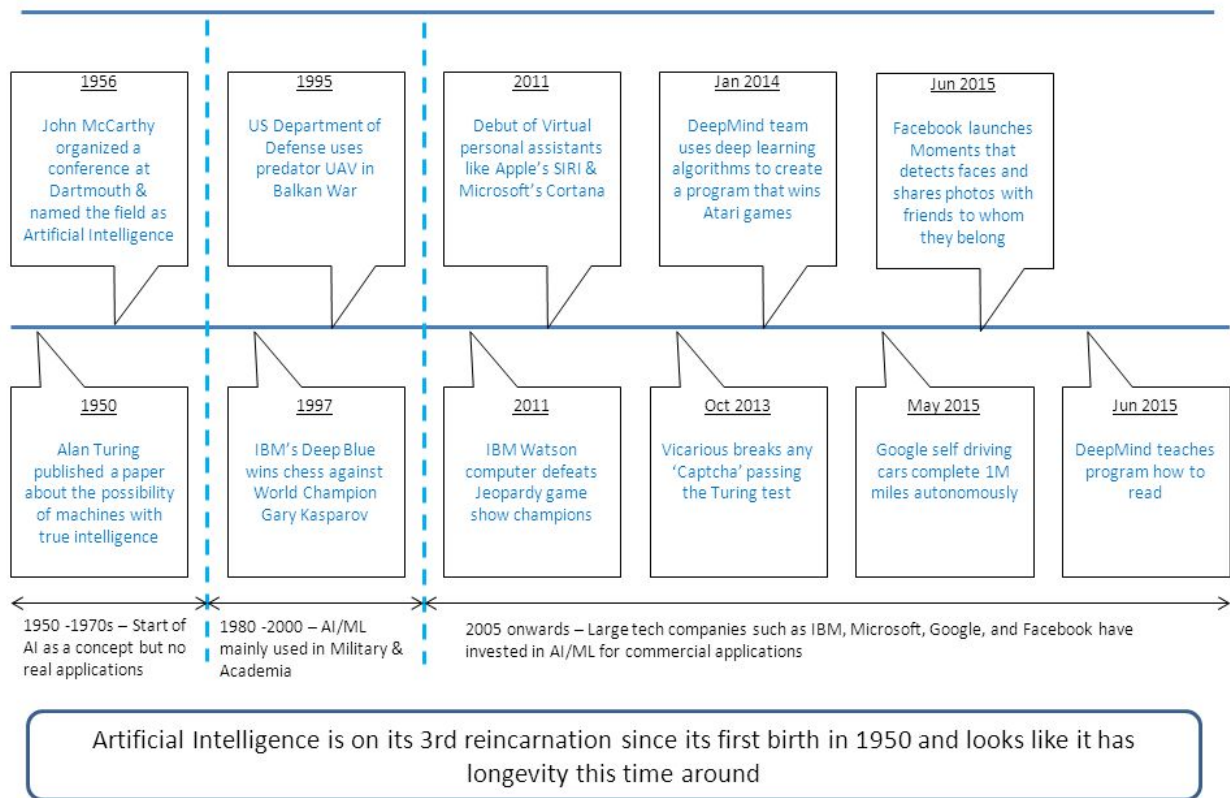 1956
John McCarthy
organized a
conference at
Dartmouth &
named the field as
Artificial Intelligence
1995
US Department of
Defense uses
predator UAV in
Balkan War
2011
Debut of Virtual
personal assistants
like Apple's SIRI &
Microsoft's Cortana
Jan 2014
DeepMind team
uses deep learning
algorithms to create
a program that wins
Atari games
Jun 2015
Facebook launches
Moments that
detects faces and
shares photos with
friends to whom
they belong
1950
Alan Turing
published a paper
about the possibility
of machines with
true intelligence
1997
IBM's Deep Blue
wins chess against
World Champion
Gary Kasparov
2011
IBM Watson
computer defeats
Jeopardy game
show champions
Oct 2013
Vicarious breaks any
‘Captcha’ passing
the Turing test
May 2015
Google self driving
cars complete 1M
miles autonomously
Jun 2015
DeepMind teaches
program how to
read
1950 -1970s – Start of
AI as a concept but no
real applications
1980 -2000 – AI/ML
mainly used in Military &
Academia
2005 onwards – Large tech companies such as IBM, Microsoft, Google, and Facebook have
invested in AI/ML for commercial applications
Artificial Intelligence is on its 3rd reincarnation since its first birth in 1950 and looks like it has
longevity this time around